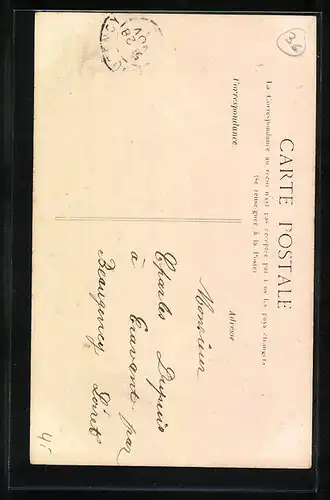 CARTE POSTALE
La Correspondance au recto n'est pas acceptée par tous les pays étrangers
(Se renseigner à la Poste)
Correspondance
Adresse
Monsieur
Charles Dupuis
à Cravant par
Beaugency Loiret
36